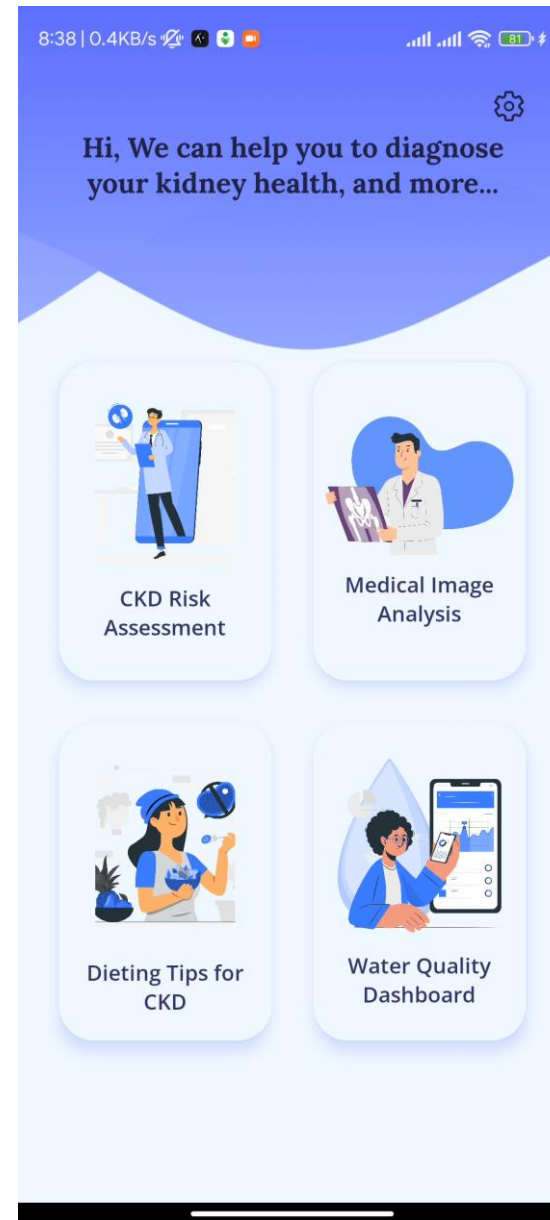 8:38 | 0.4KB/s
81
Hi, We can help you to diagnose
your kidney health, and more...
CKD Risk
Assessment
Medical Image
Analysis
Dieting Tips for
CKD
Water Quality
Dashboard